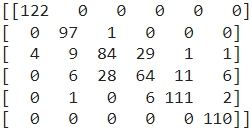 [[122 0 0 0 0 0]
[ 0 97 1 0 0 0]
[ 4 9 84 29 1 1]
[ 0 6 28 64 11 6]
[ 0 1 0 6 111 2]
[ 0 0 0 0 0 110]]